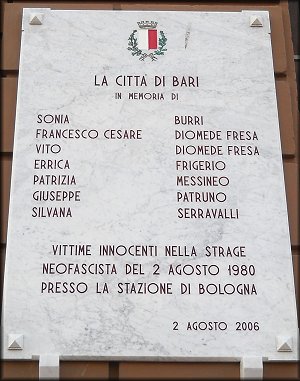 LA CITTÀ DI BARI
IN MEMORIA DI
SONIA BURRI
FRANCESCO CESARE DIOMEDE FRESA
VITO DIOMEDE FRESA
ERRICA FRIGERIO
PATRIZIA MESSINEO
GIUSEPPE PATRUNO
SILVANA SERRAVALLI
VITTIME INNOCENTI NELLA STRAGE
NEOFASCISTA DEL 2 AGOSTO 1980
PRESSO LA STAZIONE DI BOLOGNA
2 AGOSTO 2006